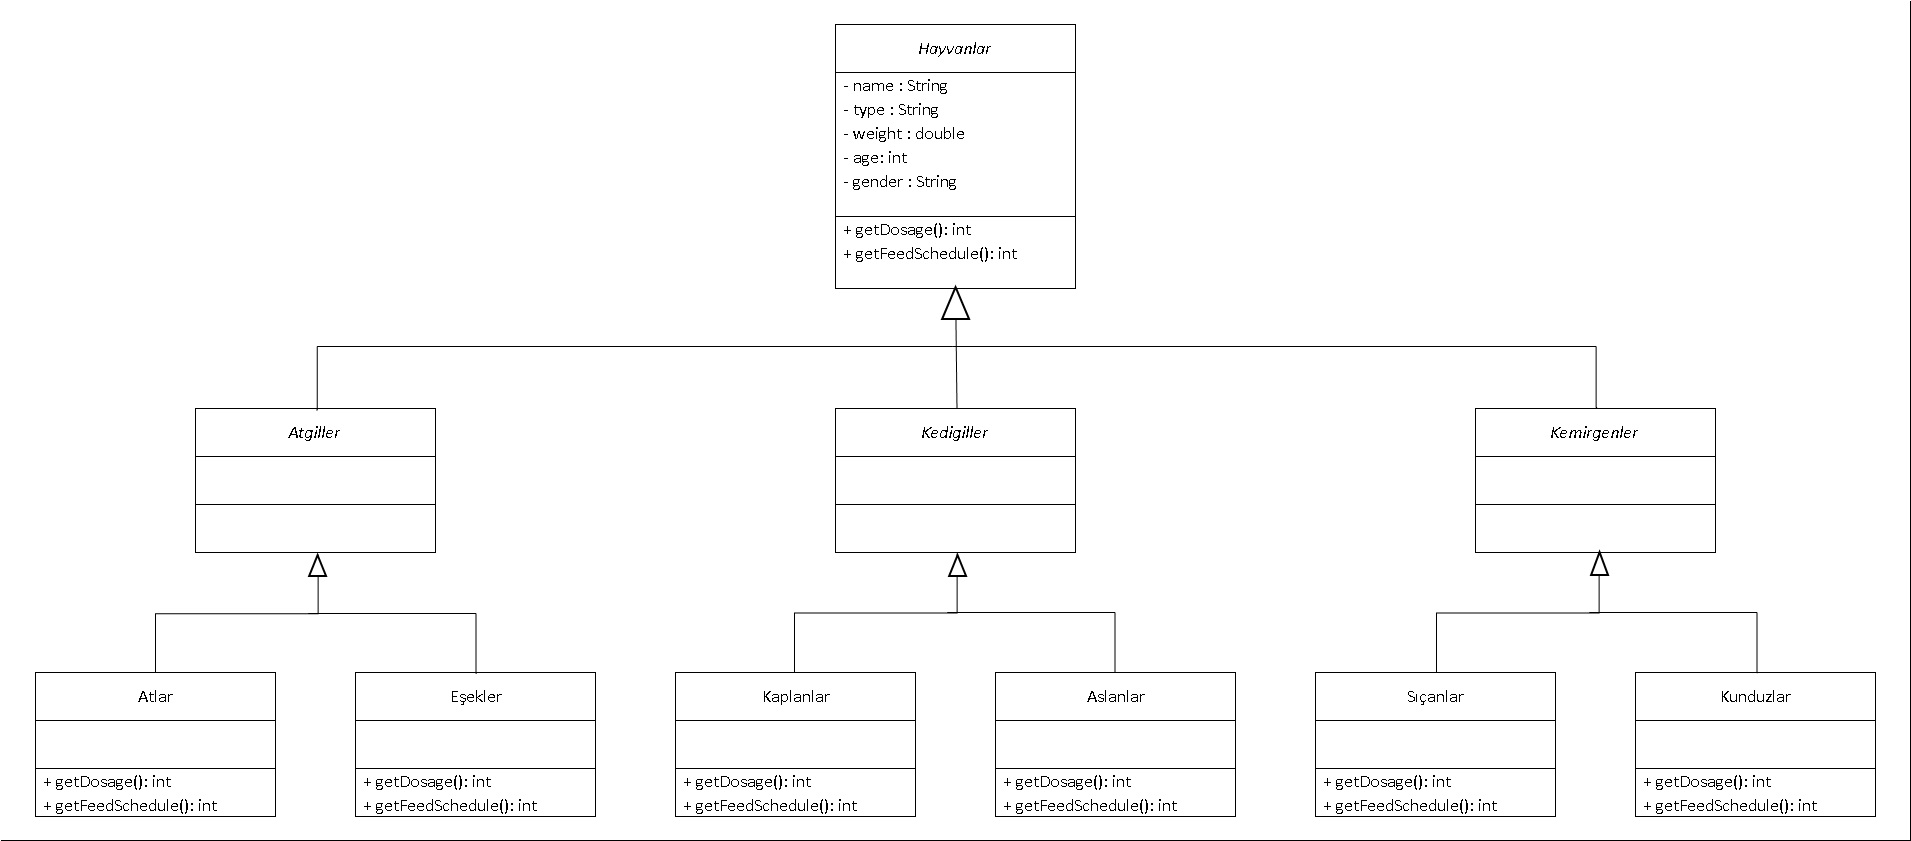 Hayvanlar
- name : String
- type : String
- weight : double
- age: int
- gender : String
+ getDosage(): int
+ getFeedSchedule(): int
Atgiller
Kedigiller
Kemirgenler
Atlar
+ getDosage(): int
+ getFeedSchedule(): int
Eşekler
+ getDosage(): int
+ getFeedSchedule(): int
Kaplanlar
+ getDosage(): int
+ getFeedSchedule(): int
Aslanlar
+ getDosage(): int
+ getFeedSchedule(): int
Sıçanlar
+ getDosage(): int
+ getFeedSchedule(): int
Kunduzlar
+ getDosage(): int
+ getFeedSchedule(): int